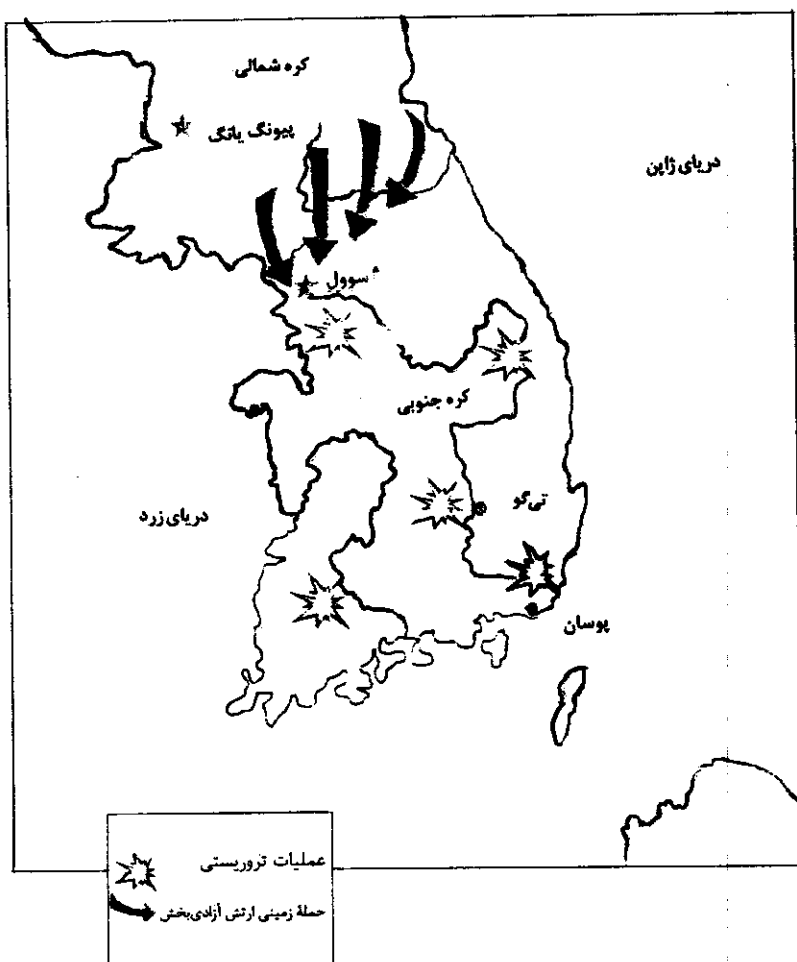 کره شمالی
پیونگ یانگ
دریای ژاپن
سوول
کره جنوبی
تی‌گو
دریای زرد
پوسان
عملیات تروریستی
حملهٔ زمینی ارتش آزادی‌بخش